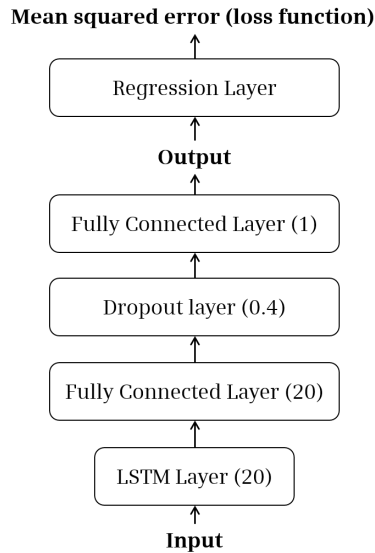 Mean squared error (loss function)
Regression Layer
Output
Fully Connected Layer (1)
Dropout layer (0.4)
Fully Connected Layer (20)
LSTM Layer (20)
Input